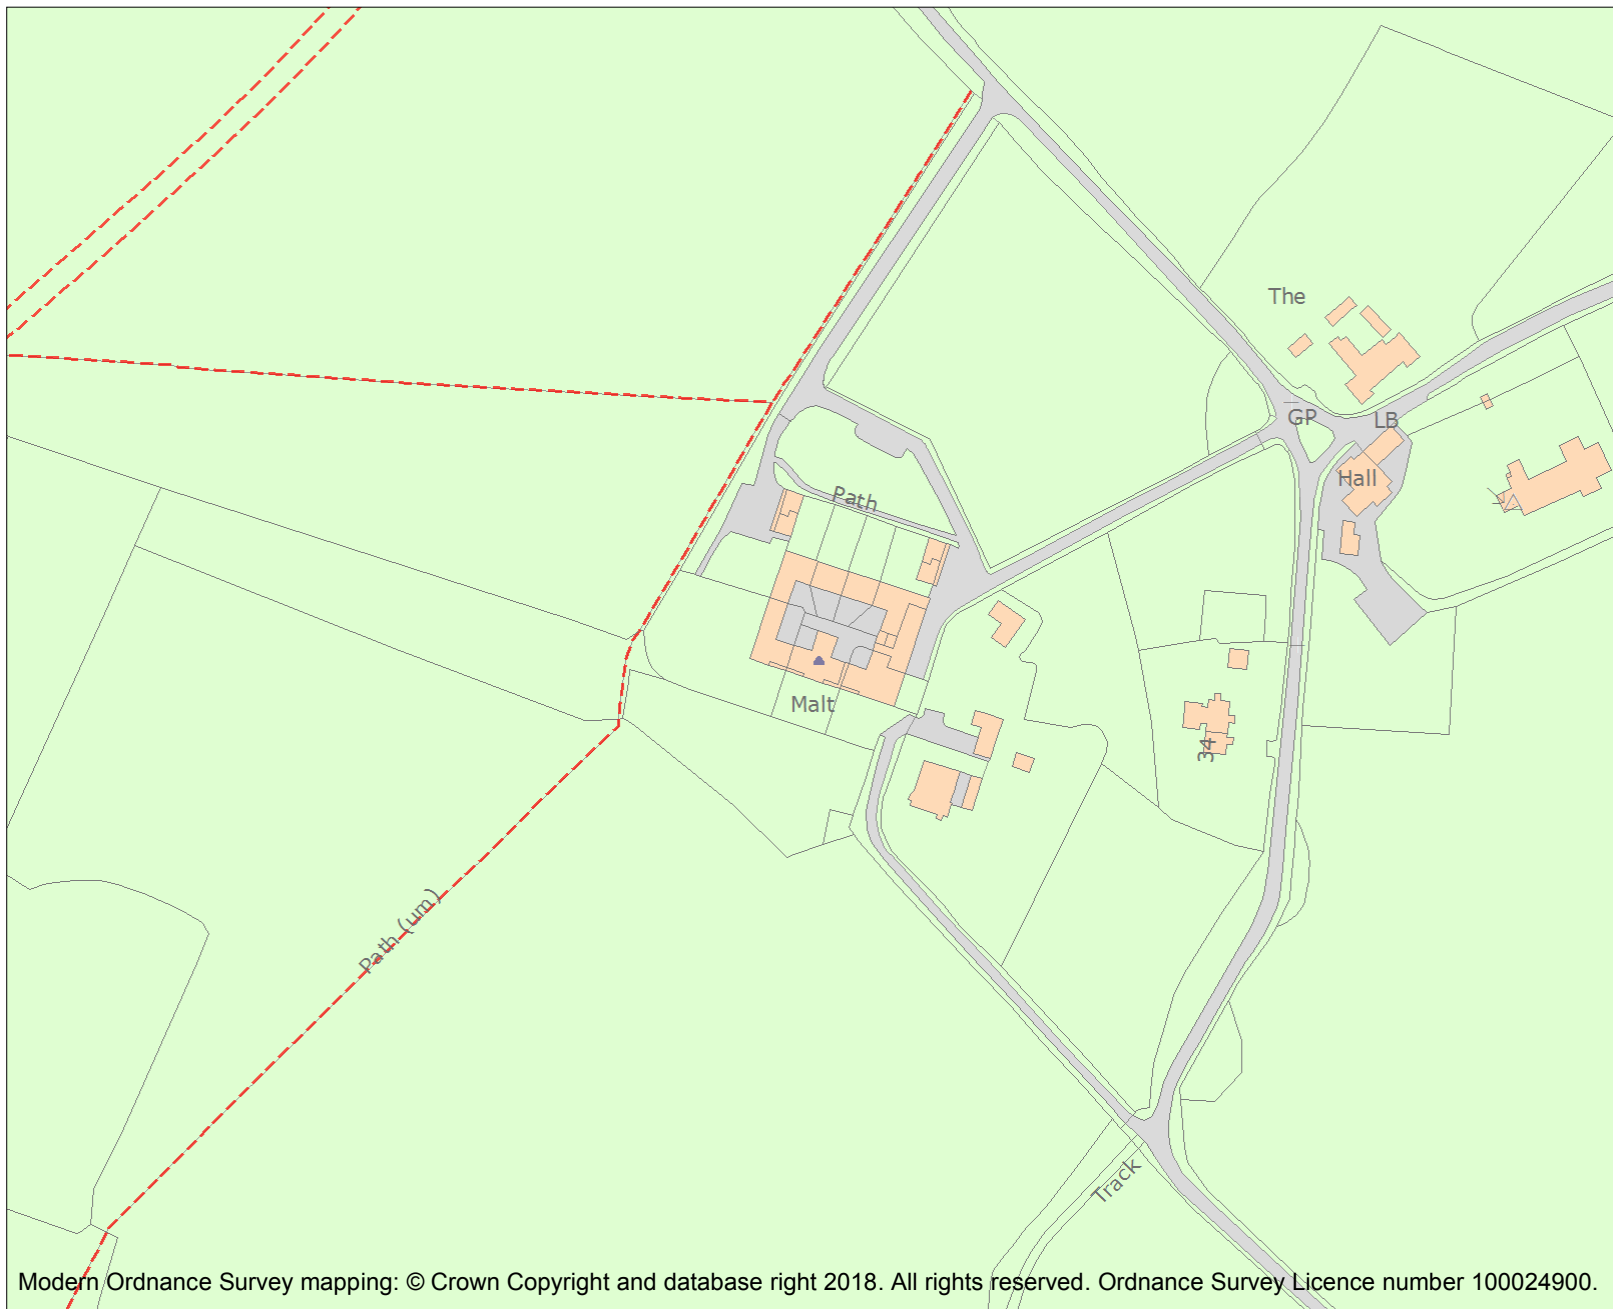 The
GP
LB
Hall
Path
Malt
34
Path (um)
Track
Modern Ordnance Survey mapping: © Crown Copyright and database right 2018. All rights reserved. Ordnance Survey Licence number 100024900.